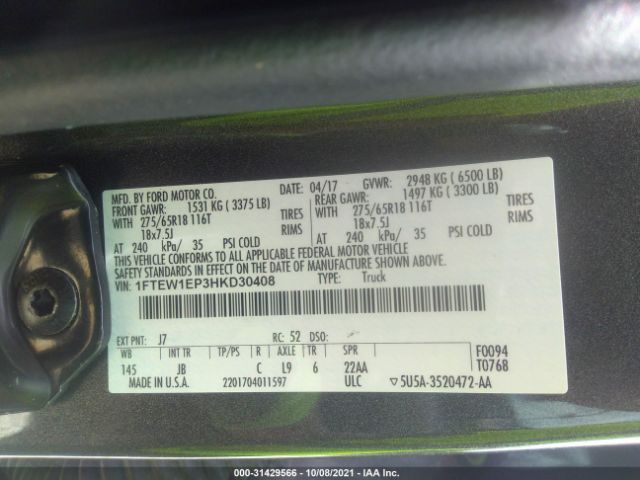 MFD. BY FORD MOTOR CO.
DATE: 04/17 GVWR: 2948 KG ( 6500 LB)
FRONT GAWR: 1531 KG ( 3375 LB)
REAR GAWR: 1497 KG ( 3300 LB)
WITH 275/65R18 116T TIRES
WITH 275/65R18 116T TIRES
18x7.5J RIMS
18x7.5J RIMS
AT 240 kPa/ 35 PSI COLD
AT 240 kPa/ 35 PSI COLD
THIS VEHICLE CONFORMS TO ALL APPLICABLE FEDERAL MOTOR VEHICLE
SAFETY STANDARDS IN EFFECT ON THE DATE OF MANUFACTURE SHOWN ABOVE.
VIN: 1FTEW1EP3HKD30408
TYPE: Truck
EXT PNT: J7 RC: 52 DSO:
WB INT TR TP/PS R AXLE TR SPR F0094
145 JB C L9 6 22AA T0768
MADE IN U.S.A. 2201704011597 ULC ▽5U5A-3520472-AA
000-31429566 - 10/08/2021 - IAA Inc.